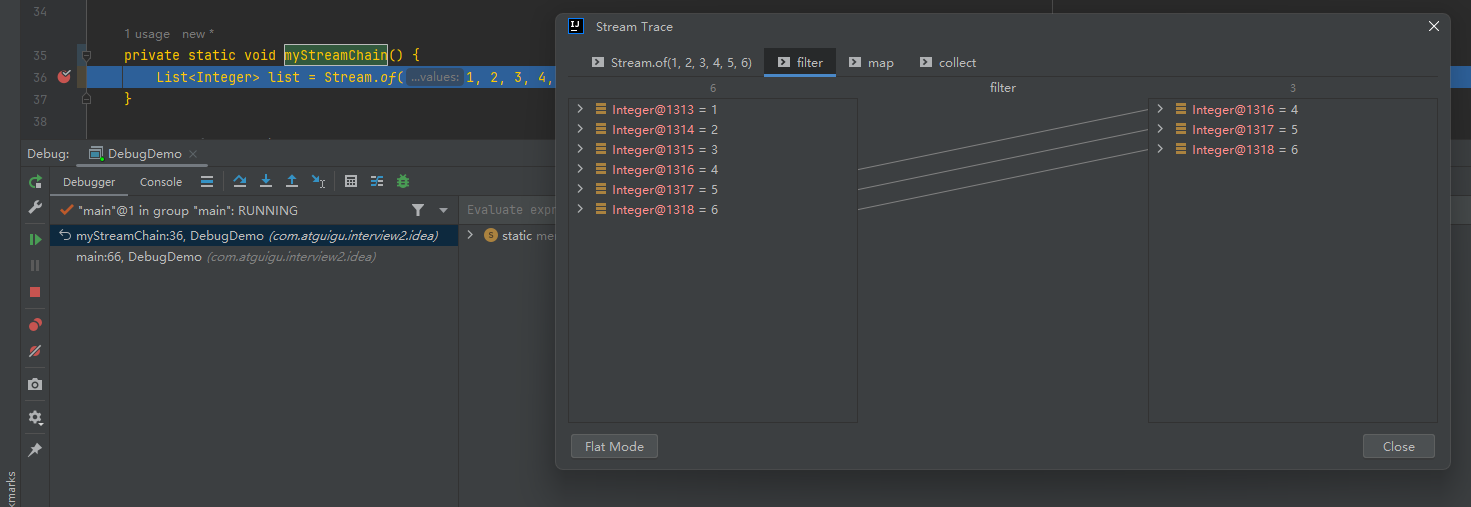 34
1 usage new *
35 private static void myStreamChain() {
36 List<Integer> list = Stream.of( ...values: 1, 2, 3, 4,
37 }
38
Debug: DebugDemo
Debugger Console
"main"@1 in group "main": RUNNING
Evaluate expr
myStreamChain:36, DebugDemo (com.atguigu.interview2.idea)
static mem
main:66, DebugDemo (com.atguigu.interview2.idea)
kmarks
Stream Trace
Stream.of(1, 2, 3, 4, 5, 6) filter map collect
6 filter 3
Integer@1313 = 1
Integer@1314 = 2
Integer@1315 = 3
Integer@1316 = 4
Integer@1317 = 5
Integer@1318 = 6
Integer@1316 = 4
Integer@1317 = 5
Integer@1318 = 6
Flat Mode Close